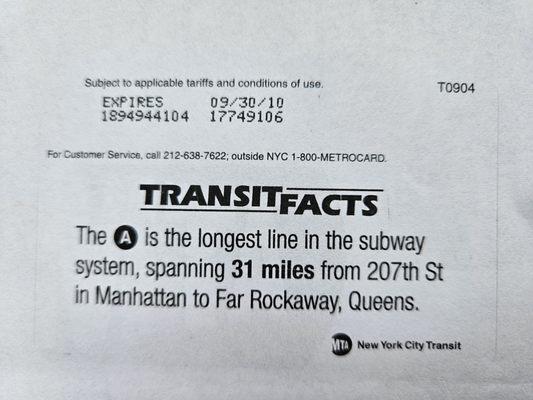 Subject to applicable tariffs and conditions of use. T0904
EXPIRES 09/30/10
1894944104 17749106
For Customer Service, call 212-638-7622; outside NYC 1-800-METROCARD.
TRANSITFACTS
The A is the longest line in the subway
system, spanning 31 miles from 207th St
in Manhattan to Far Rockaway, Queens.
MTA New York City Transit